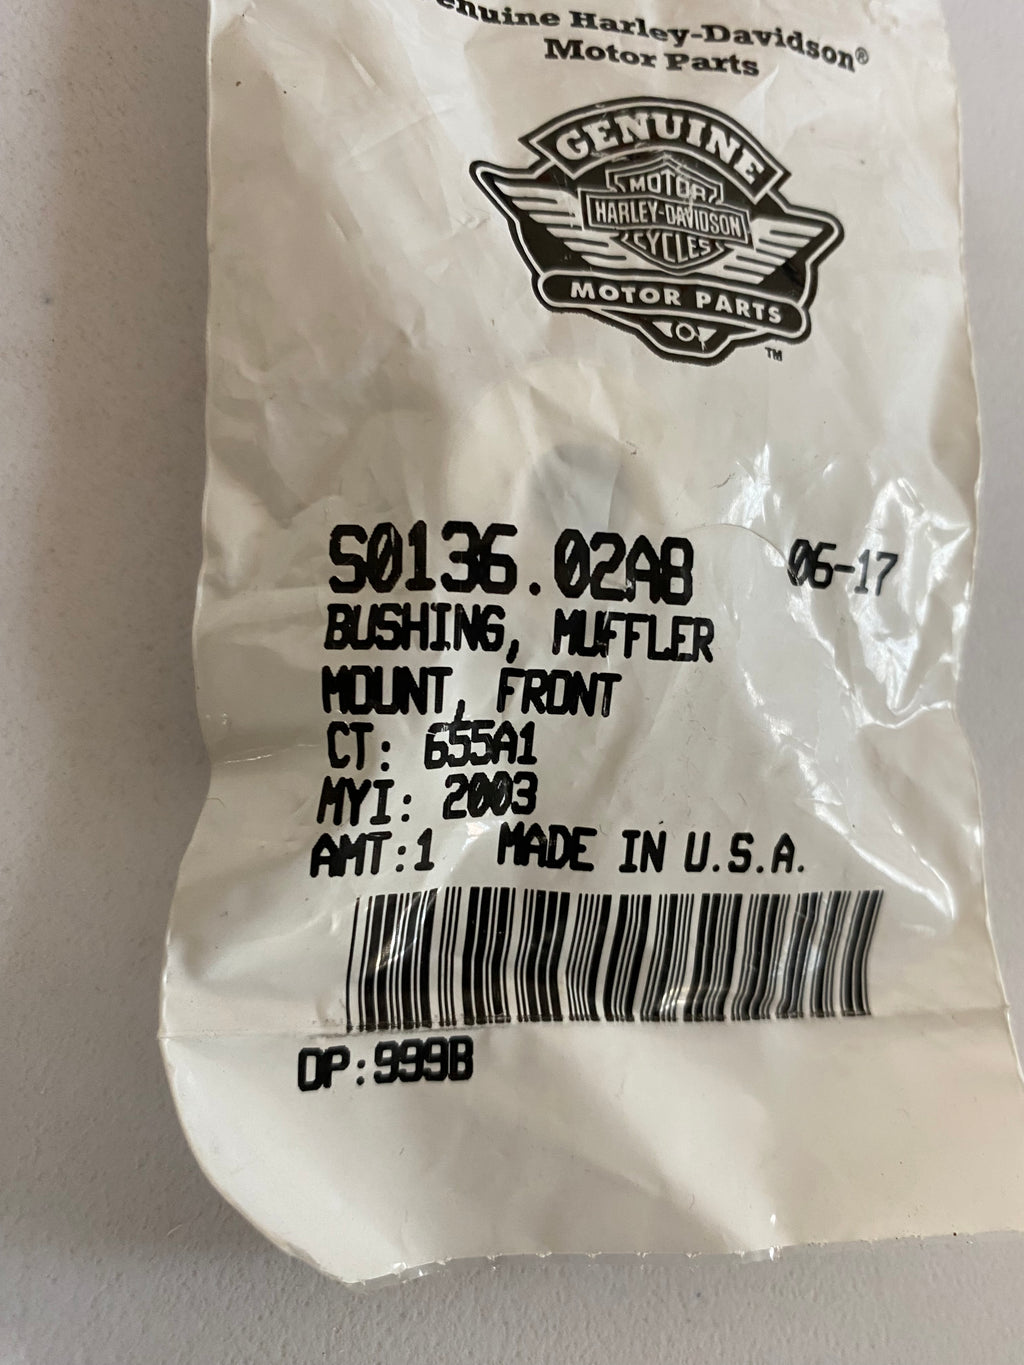 Genuine Harley-Davidson®
Motor Parts
GENUINE
MOTOR
HARLEY-DAVIDSON
CYCLES
MOTOR PARTS
TM
S0136.02A8 06-17
BUSHING, MUFFLER
MOUNT, FRONT
CT: 655A1
MYI: 2003
AMT:1 MADE IN U.S.A.
OP:999B